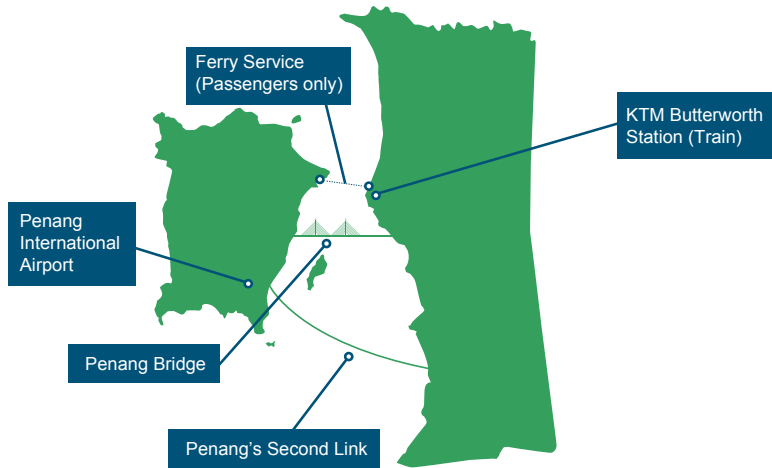 Ferry Service
(Passengers only)
KTM Butterworth
Station (Train)
Penang
International
Airport
Penang Bridge
Penang's Second Link